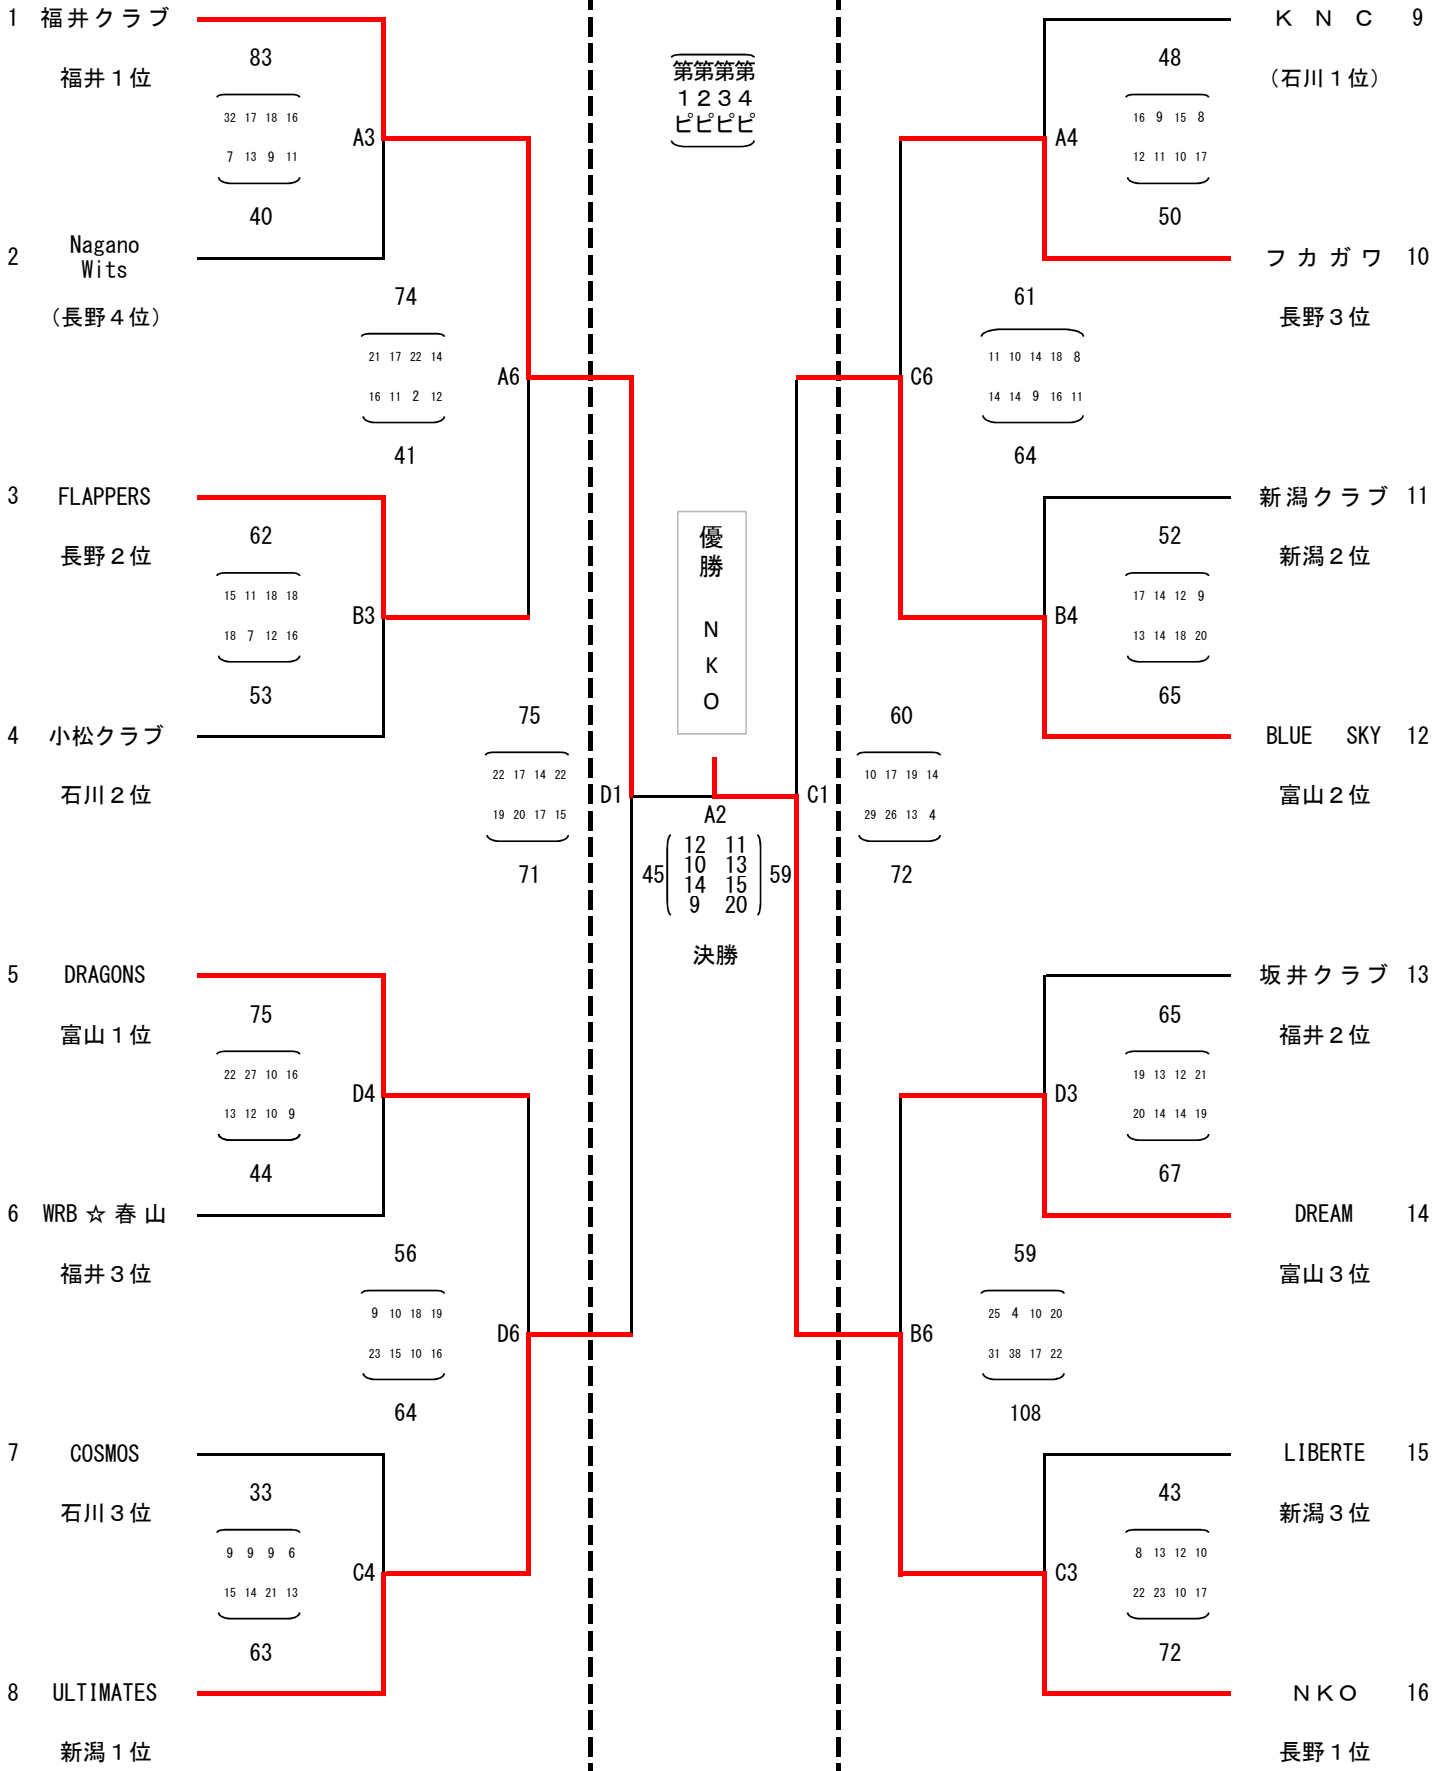 1 福井クラブ
83
福井１位
32 17 18 16
A3
7 13 9 11
40
2 Nagano
Wits
（長野４位）
74
21 17 22 14
A6
16 11 2 12
41
3 FLAPPERS
62
長野２位
15 11 18 18
B3
18 7 12 16
53
4 小松クラブ
石川２位
75
22 17 14 22
D1
19 20 17 15
71
5 DRAGONS
75
富山１位
22 27 10 16
D4
13 12 10 9
44
6 WRB☆春山
福井３位
56
9 10 18 19
D6
23 15 10 16
64
7 COSMOS
33
石川３位
9 9 9 6
C4
15 14 21 13
63
8 ULTIMATES
新潟１位
第第第第
１２３４
ピピピピ
優勝 ＮＫＯ
A2
12 11
10 13
45 59
14 15
9 20
決勝
Ｋ Ｎ Ｃ 9
48
（石川１位）
16 9 15 8
A4
12 11 10 17
50
フカガワ 10
長野３位
61
11 10 14 18 8
C6
14 14 9 16 11
64
新潟クラブ 11
52
新潟２位
17 14 12 9
B4
13 14 18 20
65
BLUE SKY 12
富山２位
60
10 17 19 14
C1
29 26 13 4
72
坂井クラブ 13
65
福井２位
19 13 12 21
D3
20 14 14 19
67
DREAM 14
富山３位
59
25 4 10 20
B6
31 38 17 22
108
LIBERTE 15
43
新潟３位
8 13 12 10
C3
22 23 10 17
72
ＮＫＯ 16
長野１位